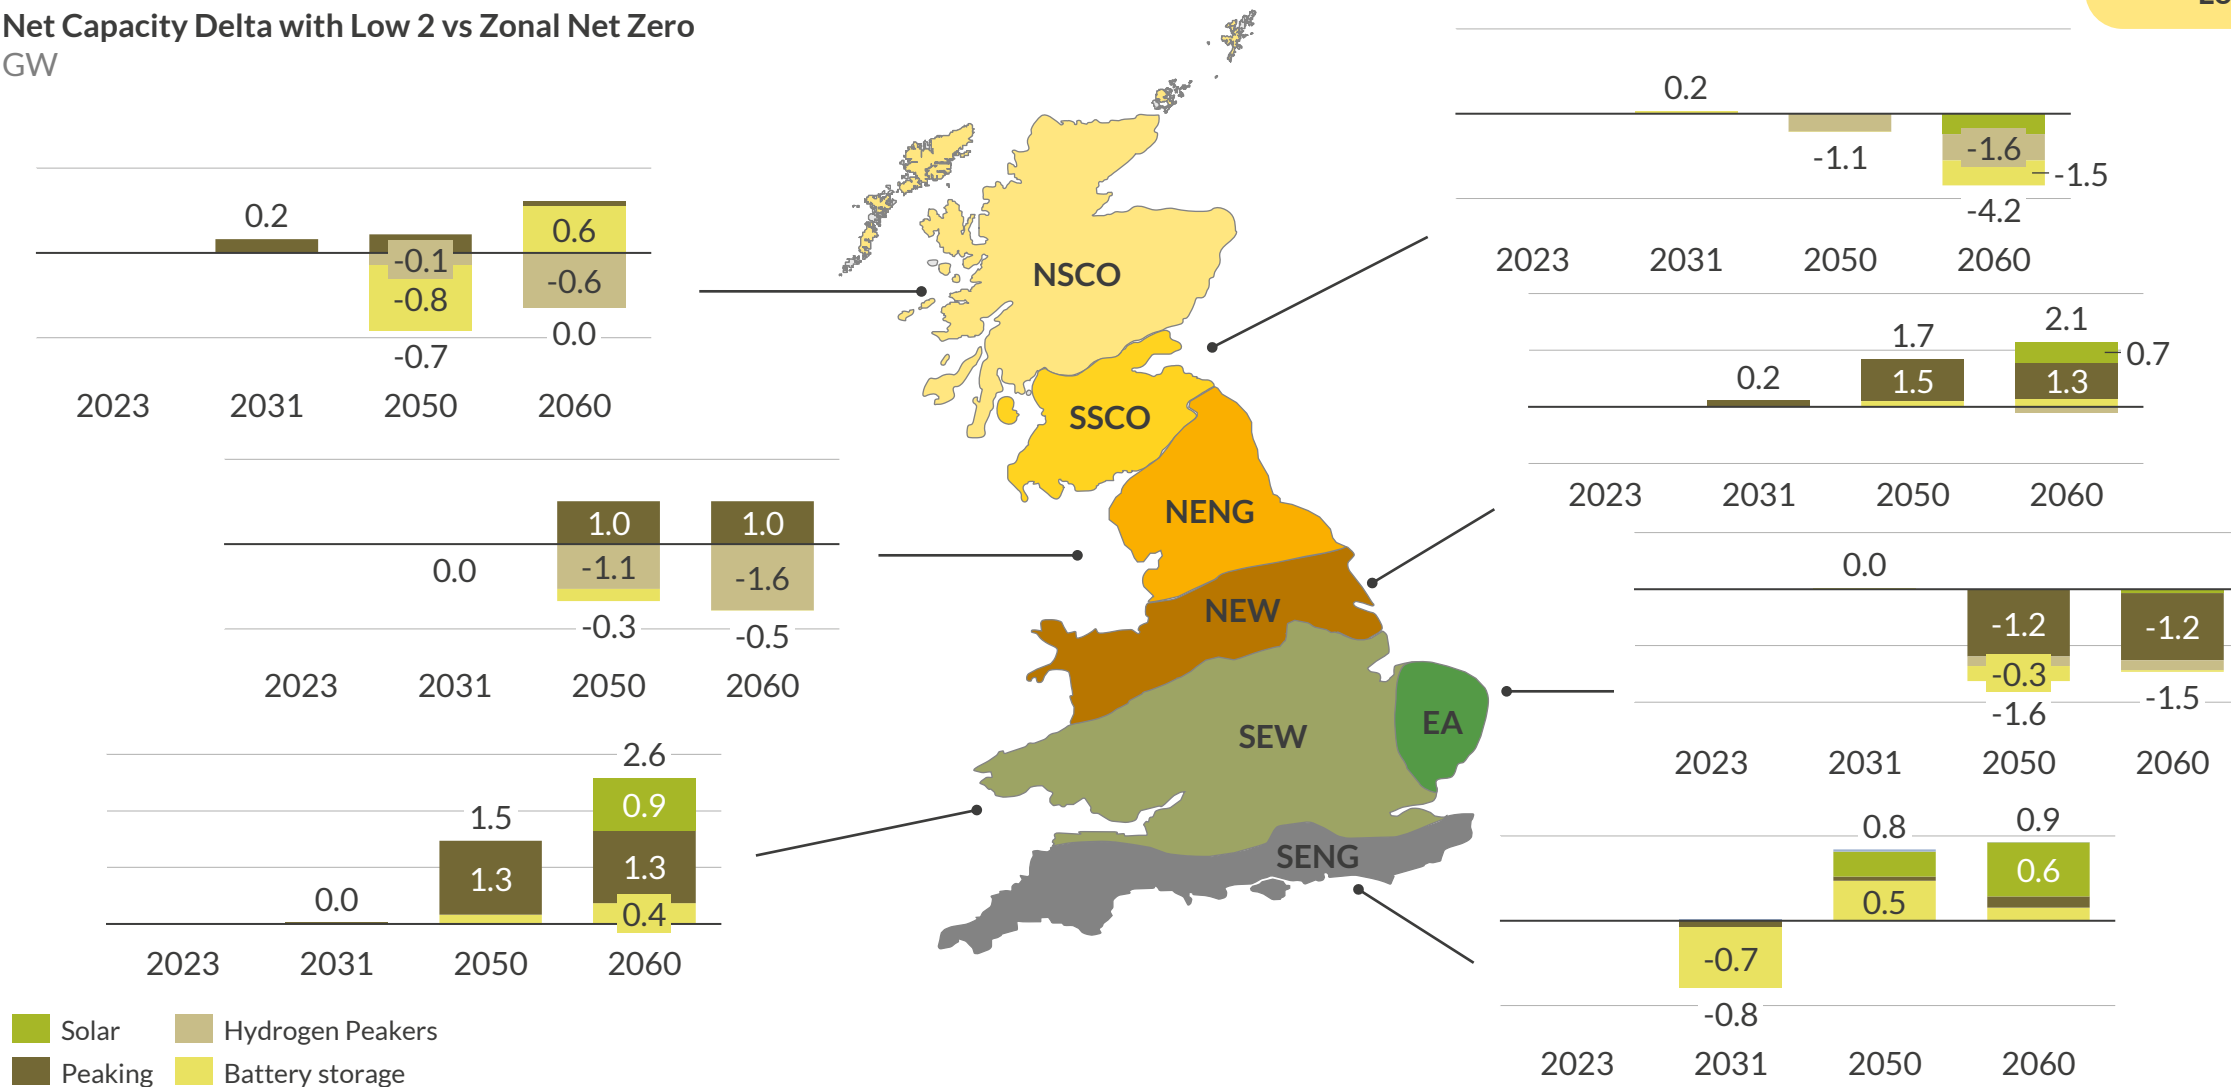 Net Capacity Delta with Low 2 vs Zonal Net Zero
GW
0.2
-0.1
-0.8
-0.7
0.6
-0.6
0.0
2023 2031 2050 2060
0.0
1.0
-1.1
-0.3
1.0
-1.6
-0.5
2023 2031 2050 2060
0.0
1.5
1.3
2.6
0.9
1.3
0.4
2023 2031 2050 2060
Solar
Hydrogen Peakers
Peaking
Battery storage
NSCO
SSCO
NENG
NEW
SEW
EA
SENG
0.2
-1.1
-1.6
-1.5
-4.2
2023 2031 2050 2060
0.2
1.7
1.5
2.1
0.7
1.3
2023 2031 2050 2060
0.0
-1.2
-0.3
-1.6
-1.2
-1.5
2023 2031 2050 2060
-0.7
-0.8
0.8
0.5
0.9
0.6
2023 2031 2050 2060